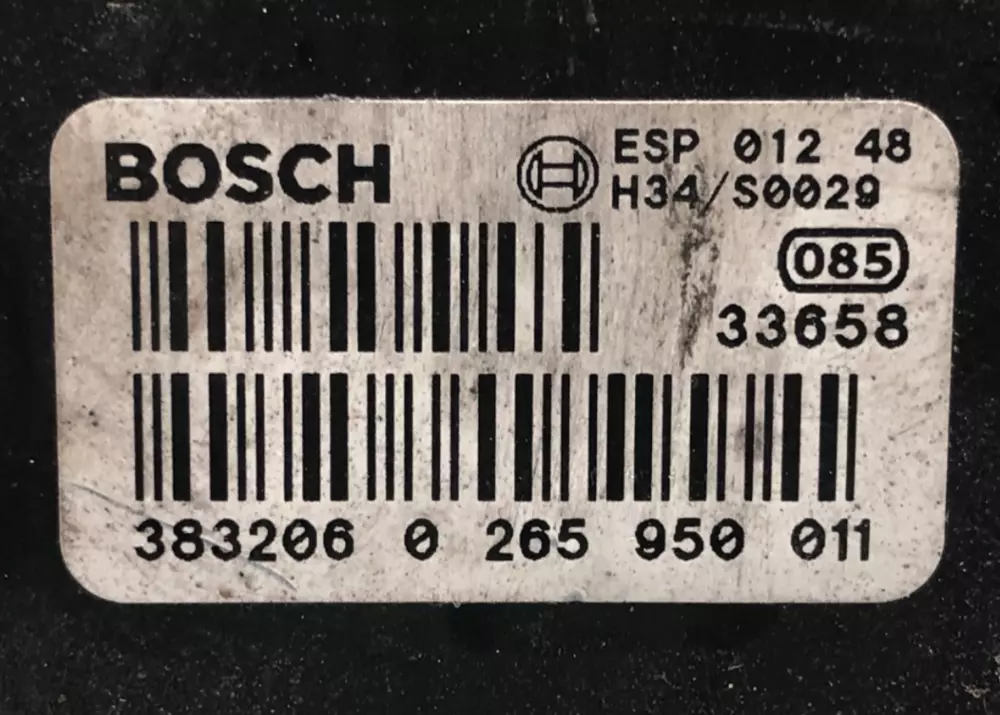 BOSCH
ESP 012 48
H34/S0029
085
33658
383206 0 265 950 011